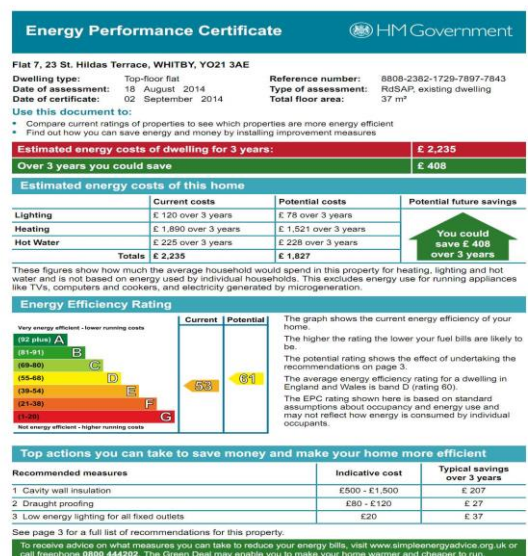 Energy Performance Certificate HM Government
Flat 7, 23 St. Hildas Terrace, WHITBY, YO21 3AE
Dwelling type: Top-floor flat Reference number: 8808-2382-1729-7897-7843
Date of assessment: 18 August 2014 Type of assessment: RdSAP, existing dwelling
Date of certificate: 02 September 2014 Total floor area: 37 m²
Use this document to:
• Compare current ratings of properties to see which properties are more energy efficient
• Find out how you can save energy and money by installing improvement measures
Estimated energy costs of dwelling for 3 years: £ 2,235
Over 3 years you could save £ 408
Estimated energy costs of this home
Current costs Potential costs Potential future savings
Lighting £ 120 over 3 years £ 78 over 3 years
Heating £ 1,890 over 3 years £ 1,521 over 3 years
Hot Water £ 225 over 3 years £ 228 over 3 years
Totals £ 2,235 £ 1,827
You could
save £ 408
over 3 years
These figures show how much the average household would spend in this property for heating, lighting and hot
water and is not based on energy used by individual households. This excludes energy use for running appliances
like TVs, computers and cookers, and electricity generated by microgeneration.
Energy Efficiency Rating
Current Potential
Very energy efficient - lower running costs
(92 plus) A
(81-91) B
(69-80) C
(55-68) D
(39-54) E
(21-38) F
(1-20) G
Not energy efficient - higher running costs
53 61
The graph shows the current energy efficiency of your
home.
The higher the rating the lower your fuel bills are likely to
be.
The potential rating shows the effect of undertaking the
recommendations on page 3.
The average energy efficiency rating for a dwelling in
England and Wales is band D (rating 60).
The EPC rating shown here is based on standard
assumptions about occupancy and energy use and
may not reflect how energy is consumed by individual
occupants.
Top actions you can take to save money and make your home more efficient
Recommended measures Indicative cost Typical savings
over 3 years
1 Cavity wall insulation £500 - £1,500 £ 207
2 Draught proofing £80 - £120 £ 27
3 Low energy lighting for all fixed outlets £20 £ 37
See page 3 for a full list of recommendations for this property.
To receive advice on what measures you can take to reduce your energy bills, visit www.simpleenergyadvice.org.uk or
call freephone 0800 444202. The Green Deal may enable you to make your home warmer and cheaper to run.